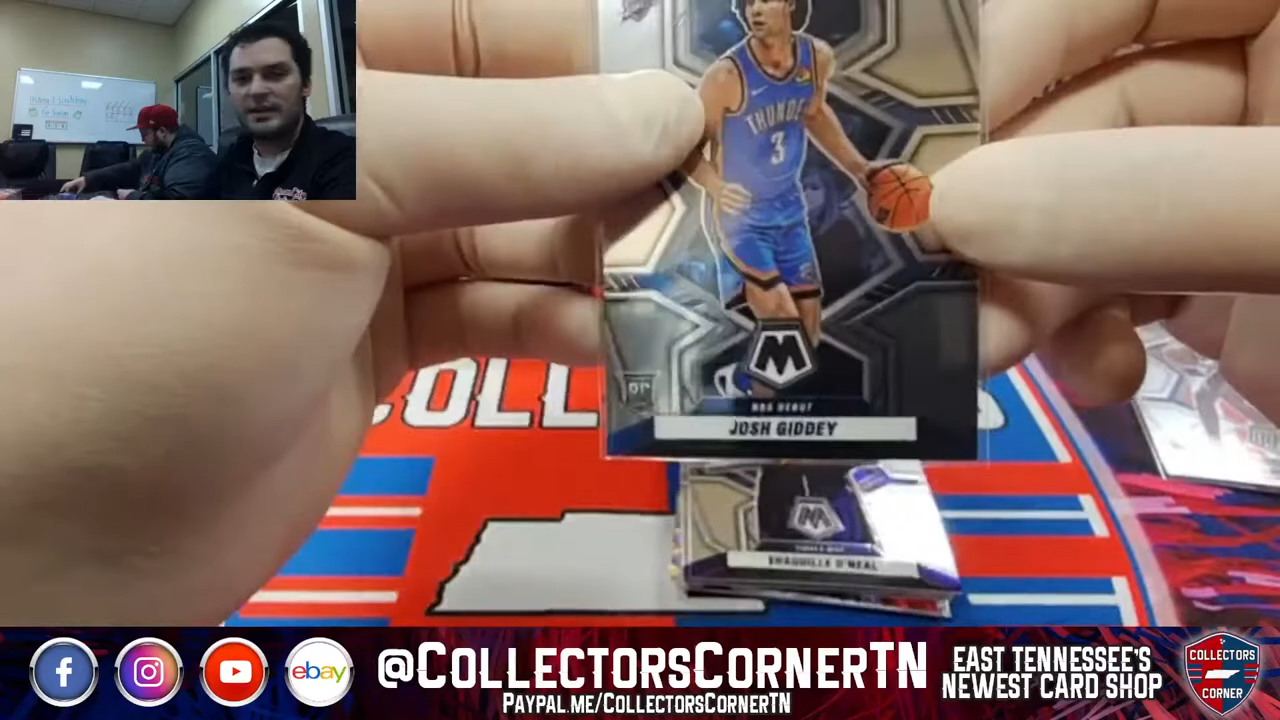 THUNDER
3
M
RC
NBA DEBUT
JOSH GIDDEY
COLL
SHAQUILLE O'NEAL
f
ebay
@COLLECTORSCORNERTN
PAYPAL.ME/COLLECTORSCORNERTN
EAST TENNESSEE'S
NEWEST CARD SHOP
COLLECTORS
CORNER